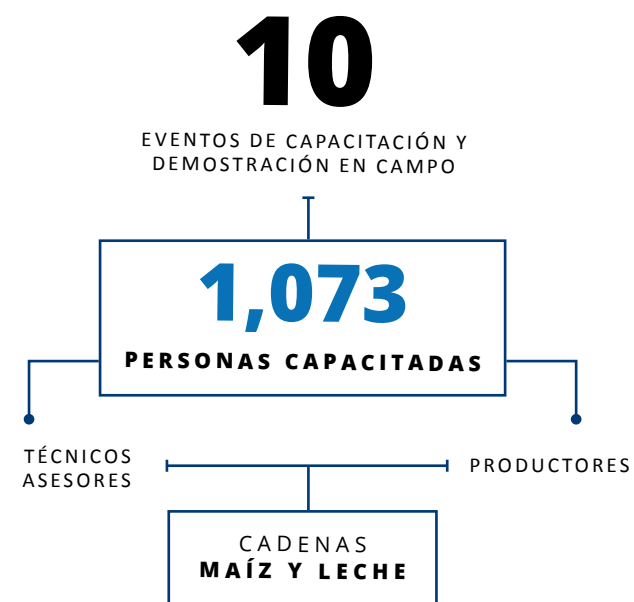 10
EVENTOS DE CAPACITACIÓN Y
DEMOSTRACIÓN EN CAMPO
1,073
PERSONAS CAPACITADAS
TÉCNICOS
ASESORES
PRODUCTORES
CADENAS
MAÍZ Y LECHE